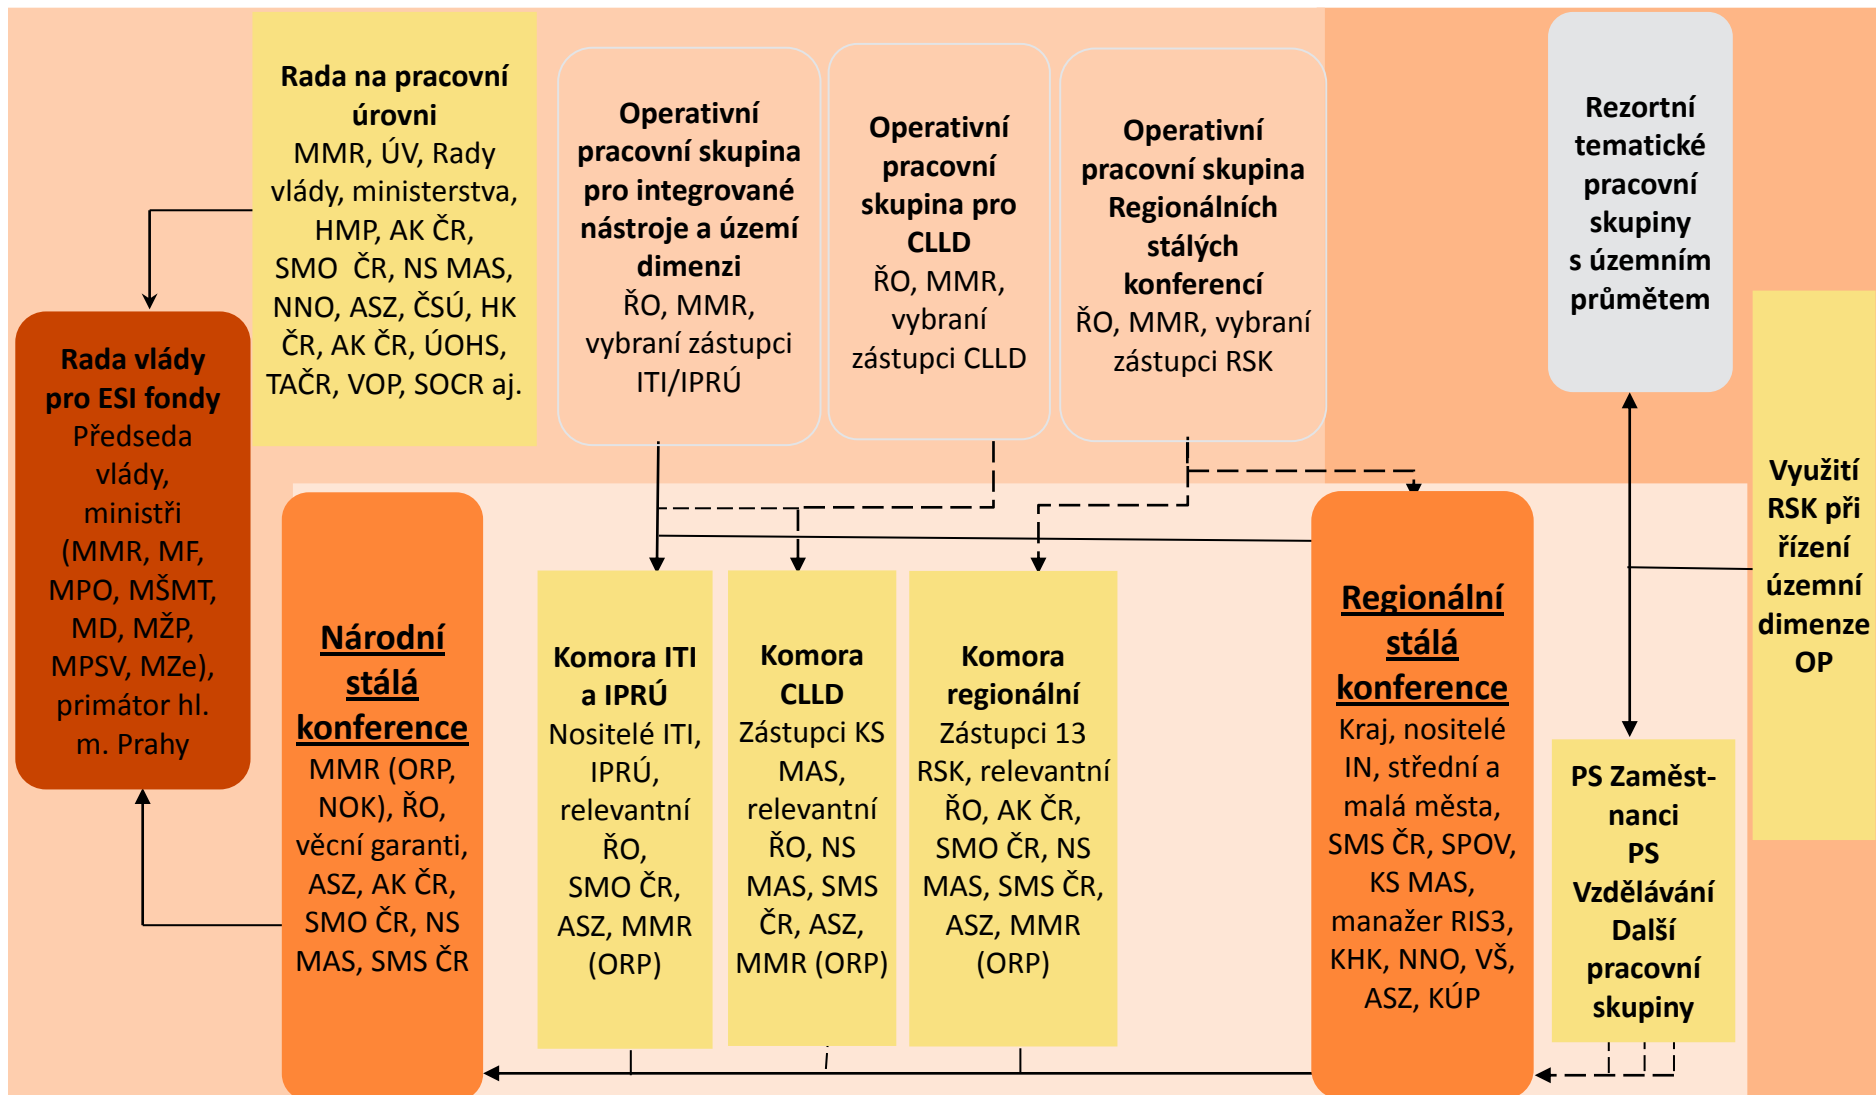 Rada na pracovní
úrovni
MMR, ÚV, Rady
vlády, ministerstva,
HMP, AK ČR,
SMO ČR, NS MAS,
NNO, ASZ, ČSÚ, HK
ČR, AK ČR, ÚOHS,
TAČR, VOP, SOCR aj.
Operativní
pracovní skupina
pro integrované
nástroje a území
dimenzi
ŘO, MMR,
vybraní zástupci
ITI/IPRÚ
Operativní
pracovní
skupina pro
CLLD
ŘO, MMR,
vybraní
zástupci CLLD
Operativní
pracovní skupina
Regionálních
stálých
konferencí
ŘO, MMR, vybraní
zástupci RSK
Rezortní
tematické
pracovní
skupiny
s územním
průmětem
Rada vlády
pro ESI fondy
Předseda
vlády,
ministři
(MMR, MF,
MPO, MŠMT,
MD, MŽP,
MPSV, MZe),
primátor hl.
m. Prahy
Využití
RSK při
řízení
územní
dimenze
OP
Národní
stálá
konference
MMR (ORP,
NOK), ŘO,
věcní garanti,
ASZ, AK ČR,
SMO ČR, NS
MAS, SMS ČR
Komora ITI
a IPRÚ
Nositelé ITI,
IPRÚ,
relevantní
ŘO,
SMO ČR,
ASZ, MMR
(ORP)
Komora
CLLD
Zástupci KS
MAS,
relevantní
ŘO, NS
MAS, SMS
ČR, ASZ,
MMR (ORP)
Komora
regionální
Zástupci 13
RSK, relevantní
ŘO, AK ČR,
SMO ČR, NS
MAS, SMS ČR,
ASZ, MMR
(ORP)
Regionální
stálá
konference
Kraj, nositelé
IN, střední a
malá města,
SMS ČR, SPOV,
KS MAS,
manažer RIS3,
KHK, NNO, VŠ,
ASZ, KÚP
PS Zaměst-
nanci
PS
Vzdělávání
Další
pracovní
skupiny